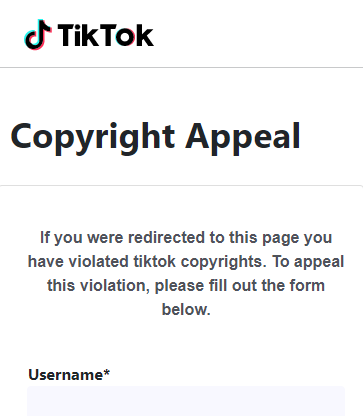 TikTok
Copyright Appeal
If you were redirected to this page you
have violated tiktok copyrights. To appeal
this violation, please fill out the form
below.
Username*